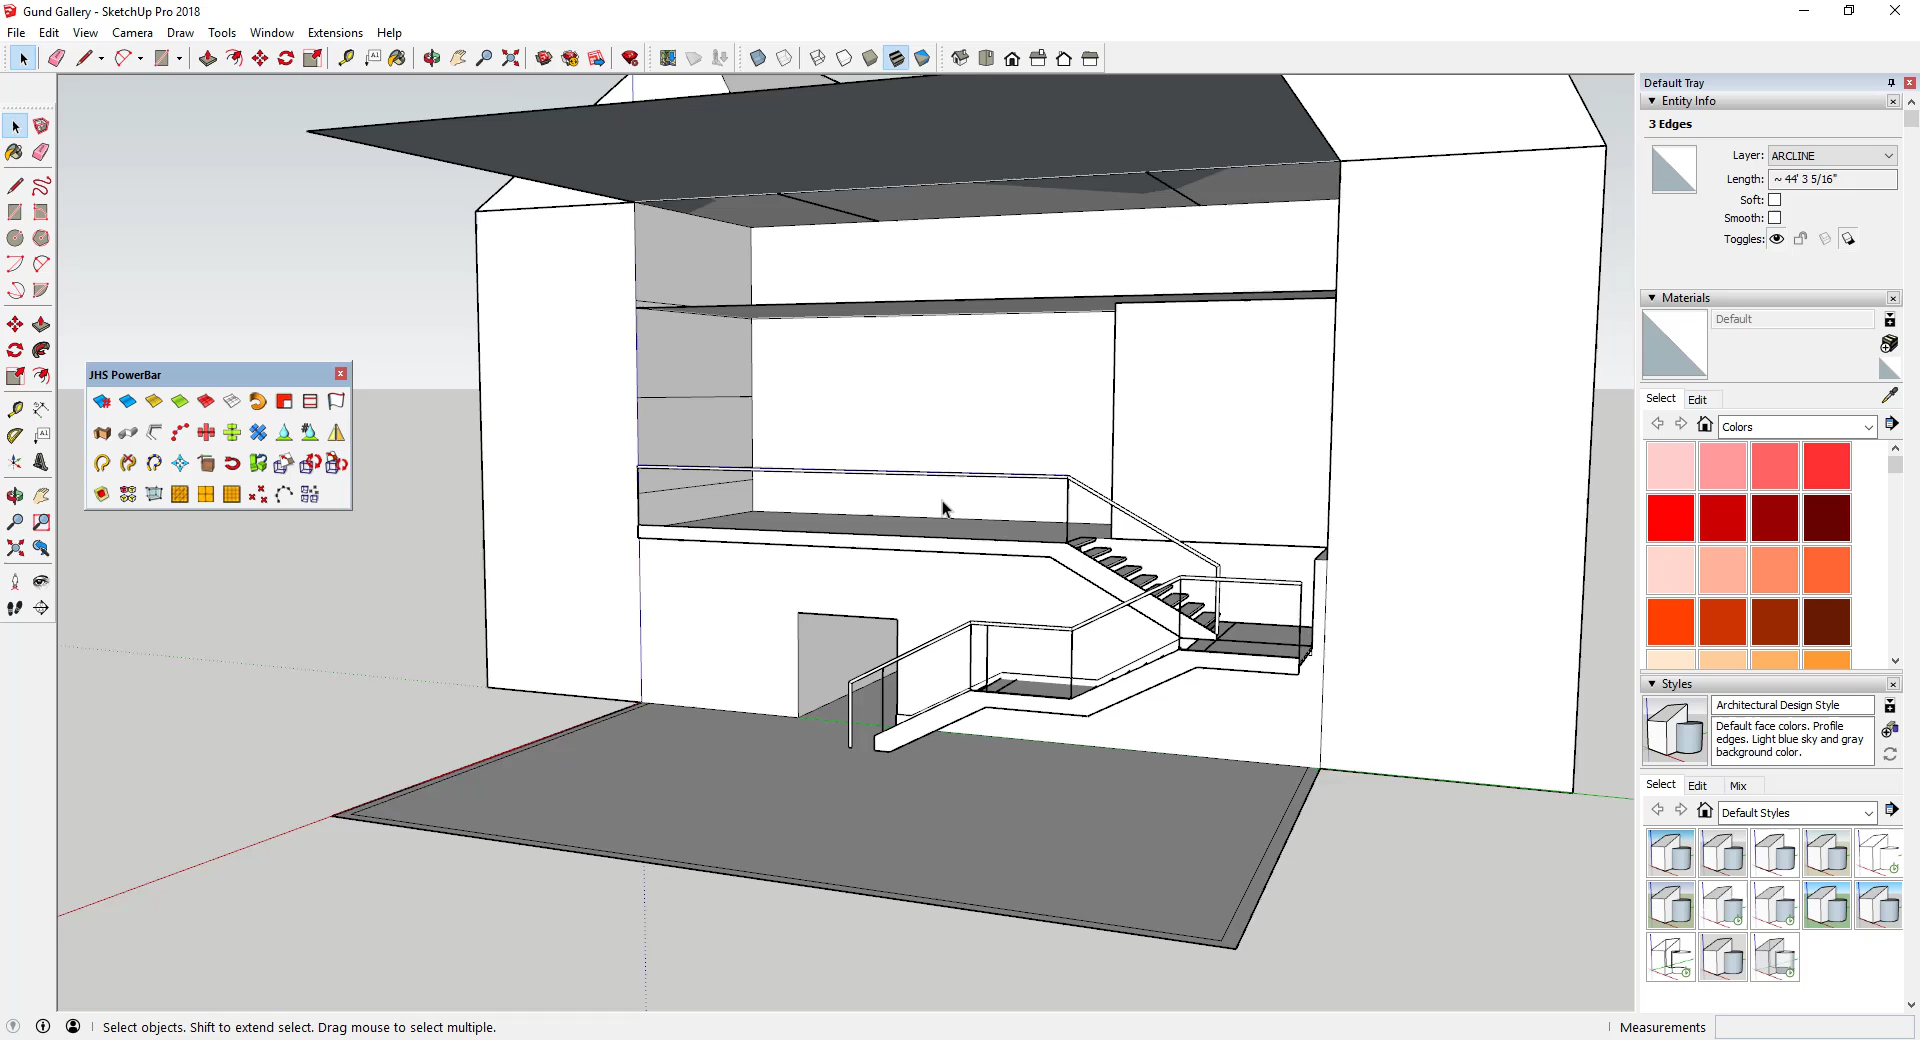 Gund Gallery - SketchUp Pro 2018
File Edit View Camera Draw Tools Window Extensions Help
Default Tray
Entity Info
3 Edges
Layer: ARCLINE
Length: ~ 44' 3 5/16"
Soft:
Smooth:
Toggles:
Materials
Default
Select Edit
Colors
JHS PowerBar
Styles
Architectural Design Style
Default face colors. Profile
edges. Light blue sky and gray
background color.
Select Edit Mix
Default Styles
Select objects. Shift to extend select. Drag mouse to select multiple.
Measurements